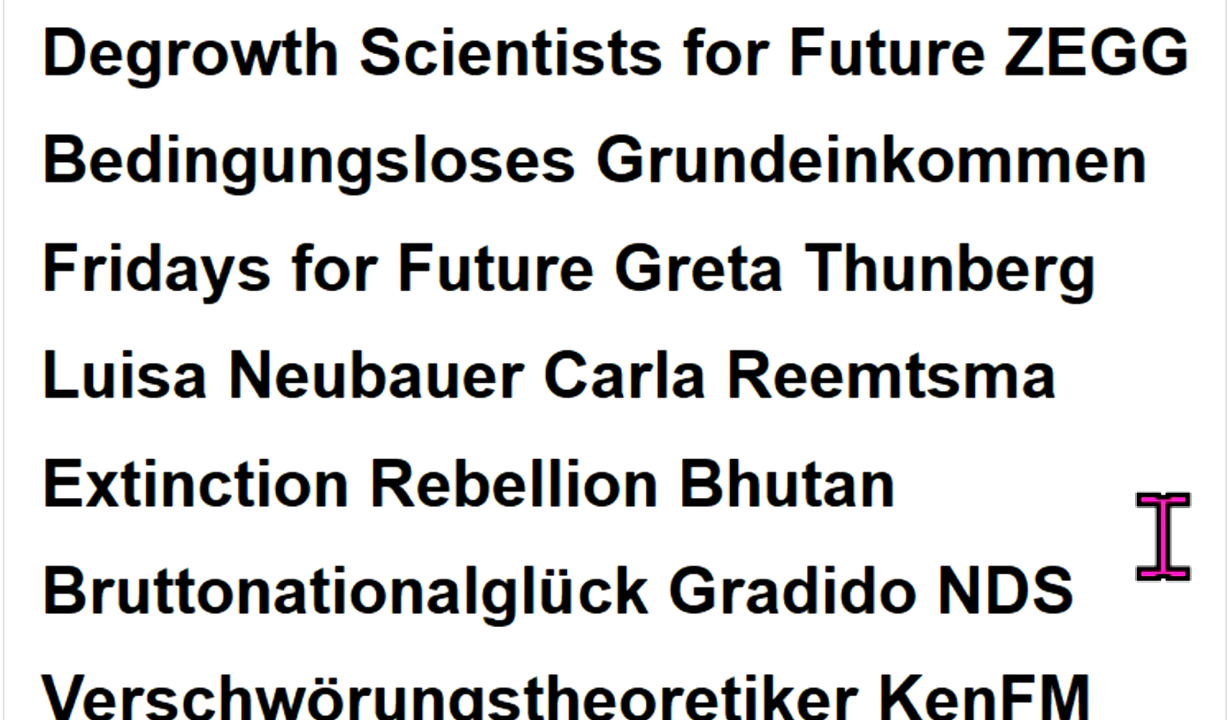 Degrowth Scientists for Future ZEGG
Bedingungsloses Grundeinkommen
Fridays for Future Greta Thunberg
Luisa Neubauer Carla Reemtsma
Extinction Rebellion Bhutan
Bruttonationalglück Gradido NDS
Verschwörungstheoretiker KenFM